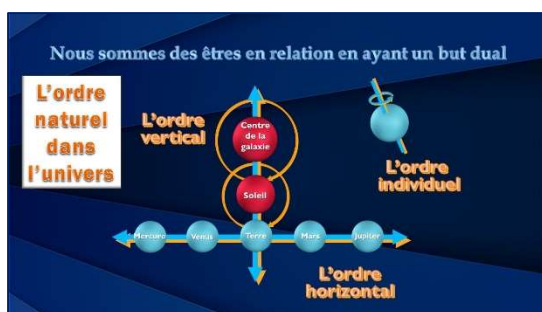 Nous sommes des êtres en relation en ayant un but dual
L'ordre
naturel
dans
l'univers
L'ordre
vertical
Centre
de la
galaxie
Soleil
L'ordre
individuel
Mercure
Venus
Terre
Mars
Jupiter
L'ordre
horizontal